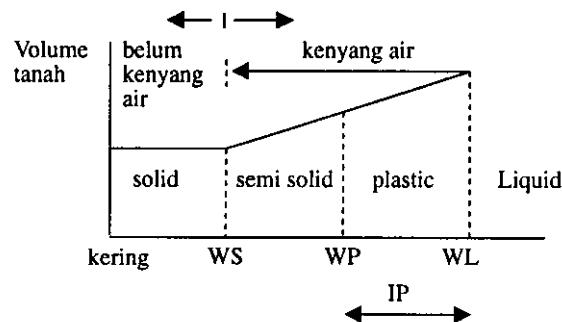 I
Volume
tanah
belum
kenyang
air
kenyang air
solid
semi solid
plastic
Liquid
kering
WS
WP
WL
IP